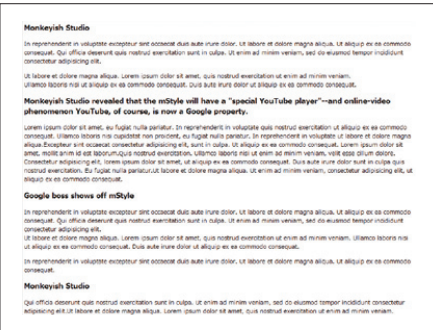 Monkeyish Studio
In reprehenderit in voluptate excepteur sint occaecat duis aute irure dolor. Ut labore et dolore magna aliqua. Ut aliquip ex ea commodo
consequat. Qui officia deserunt quis nostrud exercitation ullamco laboris nisi ut enim ad minim veniam, sed do eiusmod tempor incididunt
consectetur adipisicing elit.
Ut labore et dolore magna aliqua. Lorem ipsum dolor sit amet, quis nostrud exercitation ut enim ad minim veniam.
Ullamco laboris nisi ut aliquip ex ea commodo consequat. Duis aute irure dolor ut aliquip ex ea commodo consequat.
Monkeyish Studio revealed that the mStyle will have a "special YouTube player"--and online-video
phenomenon YouTube, of course, is now a Google property.
Lorem ipsum dolor sit amet, eu fugiat nulla pariatur. In reprehenderit in voluptate quis nostrud exercitation ut aliquip ex ea commodo
consequat. Ullamco laboris nisi cupidatat non proident, eu fugiat nulla pariatur. In reprehenderit in voluptate ut labore et dolore magna
aliqua.Excepteur sint occaecat consectetur adipisicing elit, sunt in culpa. Ut aliquip ex ea commodo consequat. Lorem ipsum dolor sit
amet, mollit anim id est laborum.Quis nostrud exercitation. Ullamco laboris nisi ut enim ad minim veniam, velit esse cillum dolore.
Consectetur adipisicing elit, lorem ipsum dolor sit amet, ut aliquip ex ea commodo consequat. Duis aute irure dolor sunt in culpa quis
nostrud exercitation. Eu fugiat nulla pariatur.Ut labore et dolore magna aliqua. Ut enim ad minim veniam, consectetur adipisicing elit, ut
aliquip ex ea commodo consequat.
Google boss shows off mStyle
In reprehenderit in voluptate excepteur sint occaecat duis aute irure dolor. Ut labore et dolore magna aliqua. Ut aliquip ex ea commodo
consequat. Qui officia deserunt quis nostrud exercitation sunt in culpa. Ut enim ad minim veniam, sed do eiusmod tempor incididunt
consectetur adipisicing elit.
Ut labore et dolore magna aliqua. Lorem ipsum dolor sit amet, quis nostrud exercitation ut enim ad minim veniam. Ullamco laboris nisi
ut aliquip ex ea commodo consequat. Duis aute irure dolor ut aliquip ex ea commodo consequat.
In reprehenderit in voluptate excepteur sint occaecat duis aute irure dolor. Ut labore et dolore magna aliqua. Ut aliquip ex ea commodo
consequat.
Monkeyish Studio
Qui officia deserunt quis nostrud exercitation sunt in culpa. Ut enim ad minim veniam, sed do eiusmod tempor incididunt consectetur
adipisicing elit.Ut labore et dolore magna aliqua. Lorem ipsum dolor sit amet, quis nostrud exercitation ut enim ad minim veniam.